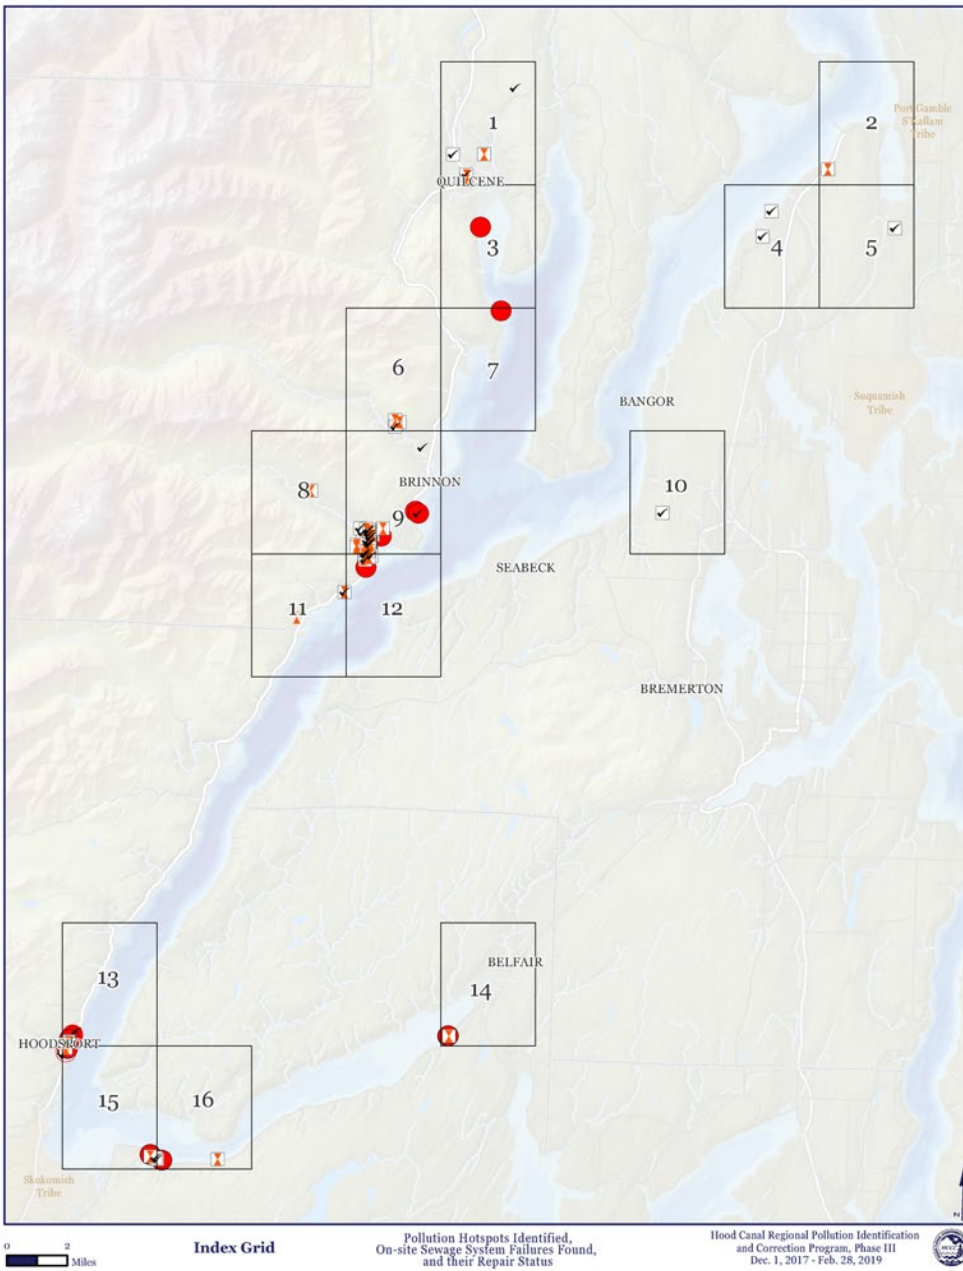 1
2
Port Gamble
S'Kallam
Tribe
QUILCENE
3
4
5
6
7
BANGOR
Suquamish
Tribe
8
BRINNON
9
10
SEABECK
11
12
BREMERTON
13
BELFAIR
14
HOODSPORT
15
16
Skokomish
Tribe
N
0 2
Miles
Index Grid
Pollution Hotspots Identified,
On-site Sewage System Failures Found,
and their Repair Status
Hood Canal Regional Pollution Identification
and Correction Program, Phase III
Dec. 1, 2017 - Feb. 28, 2019
HCCC